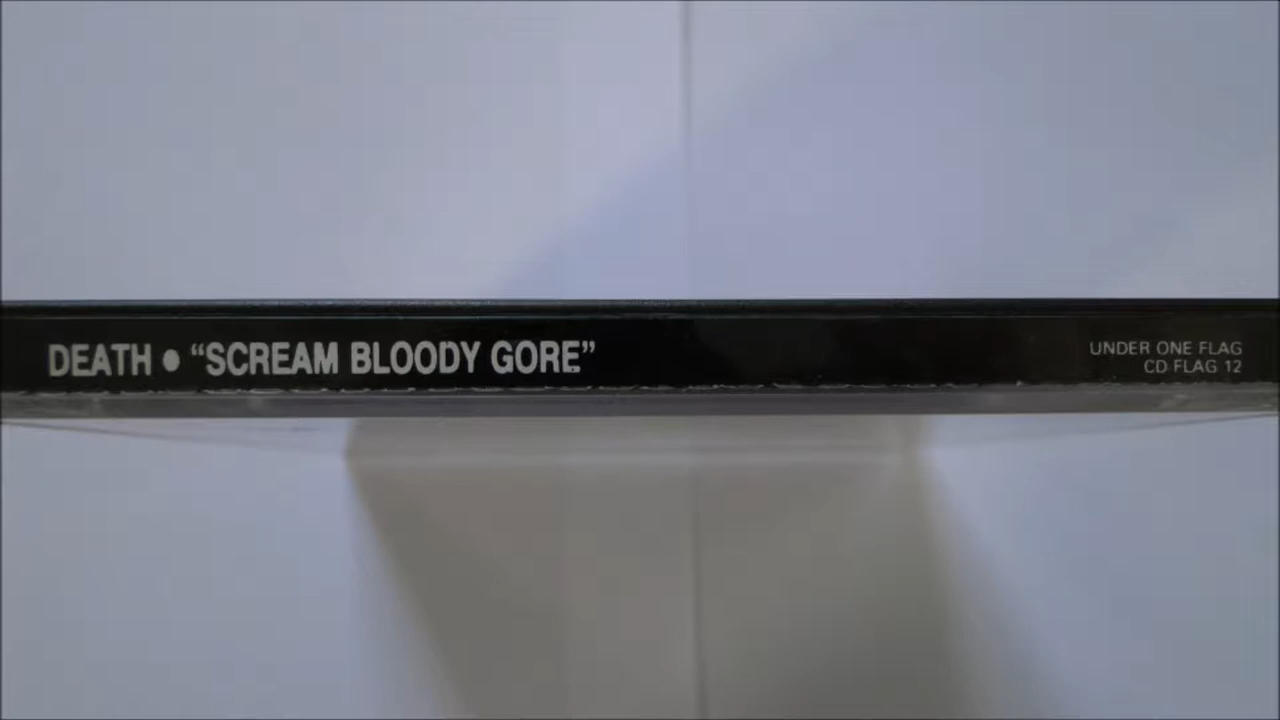 DEATH • “SCREAM BLOODY GORE”
UNDER ONE FLAG
CD FLAG 12